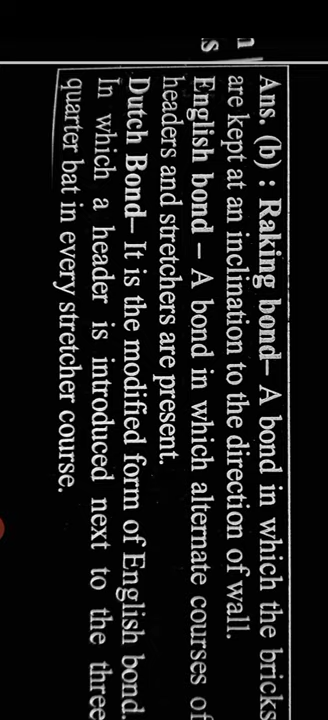 Ans. (b) : Raking bond– A bond in which the bricks
are kept at an inclination to the direction of wall.
English bond – A bond in which alternate courses of
headers and stretchers are present.
Dutch Bond– It is the modified form of English bond.
In which a header is introduced next to the three
quarter bat in every stretcher course.